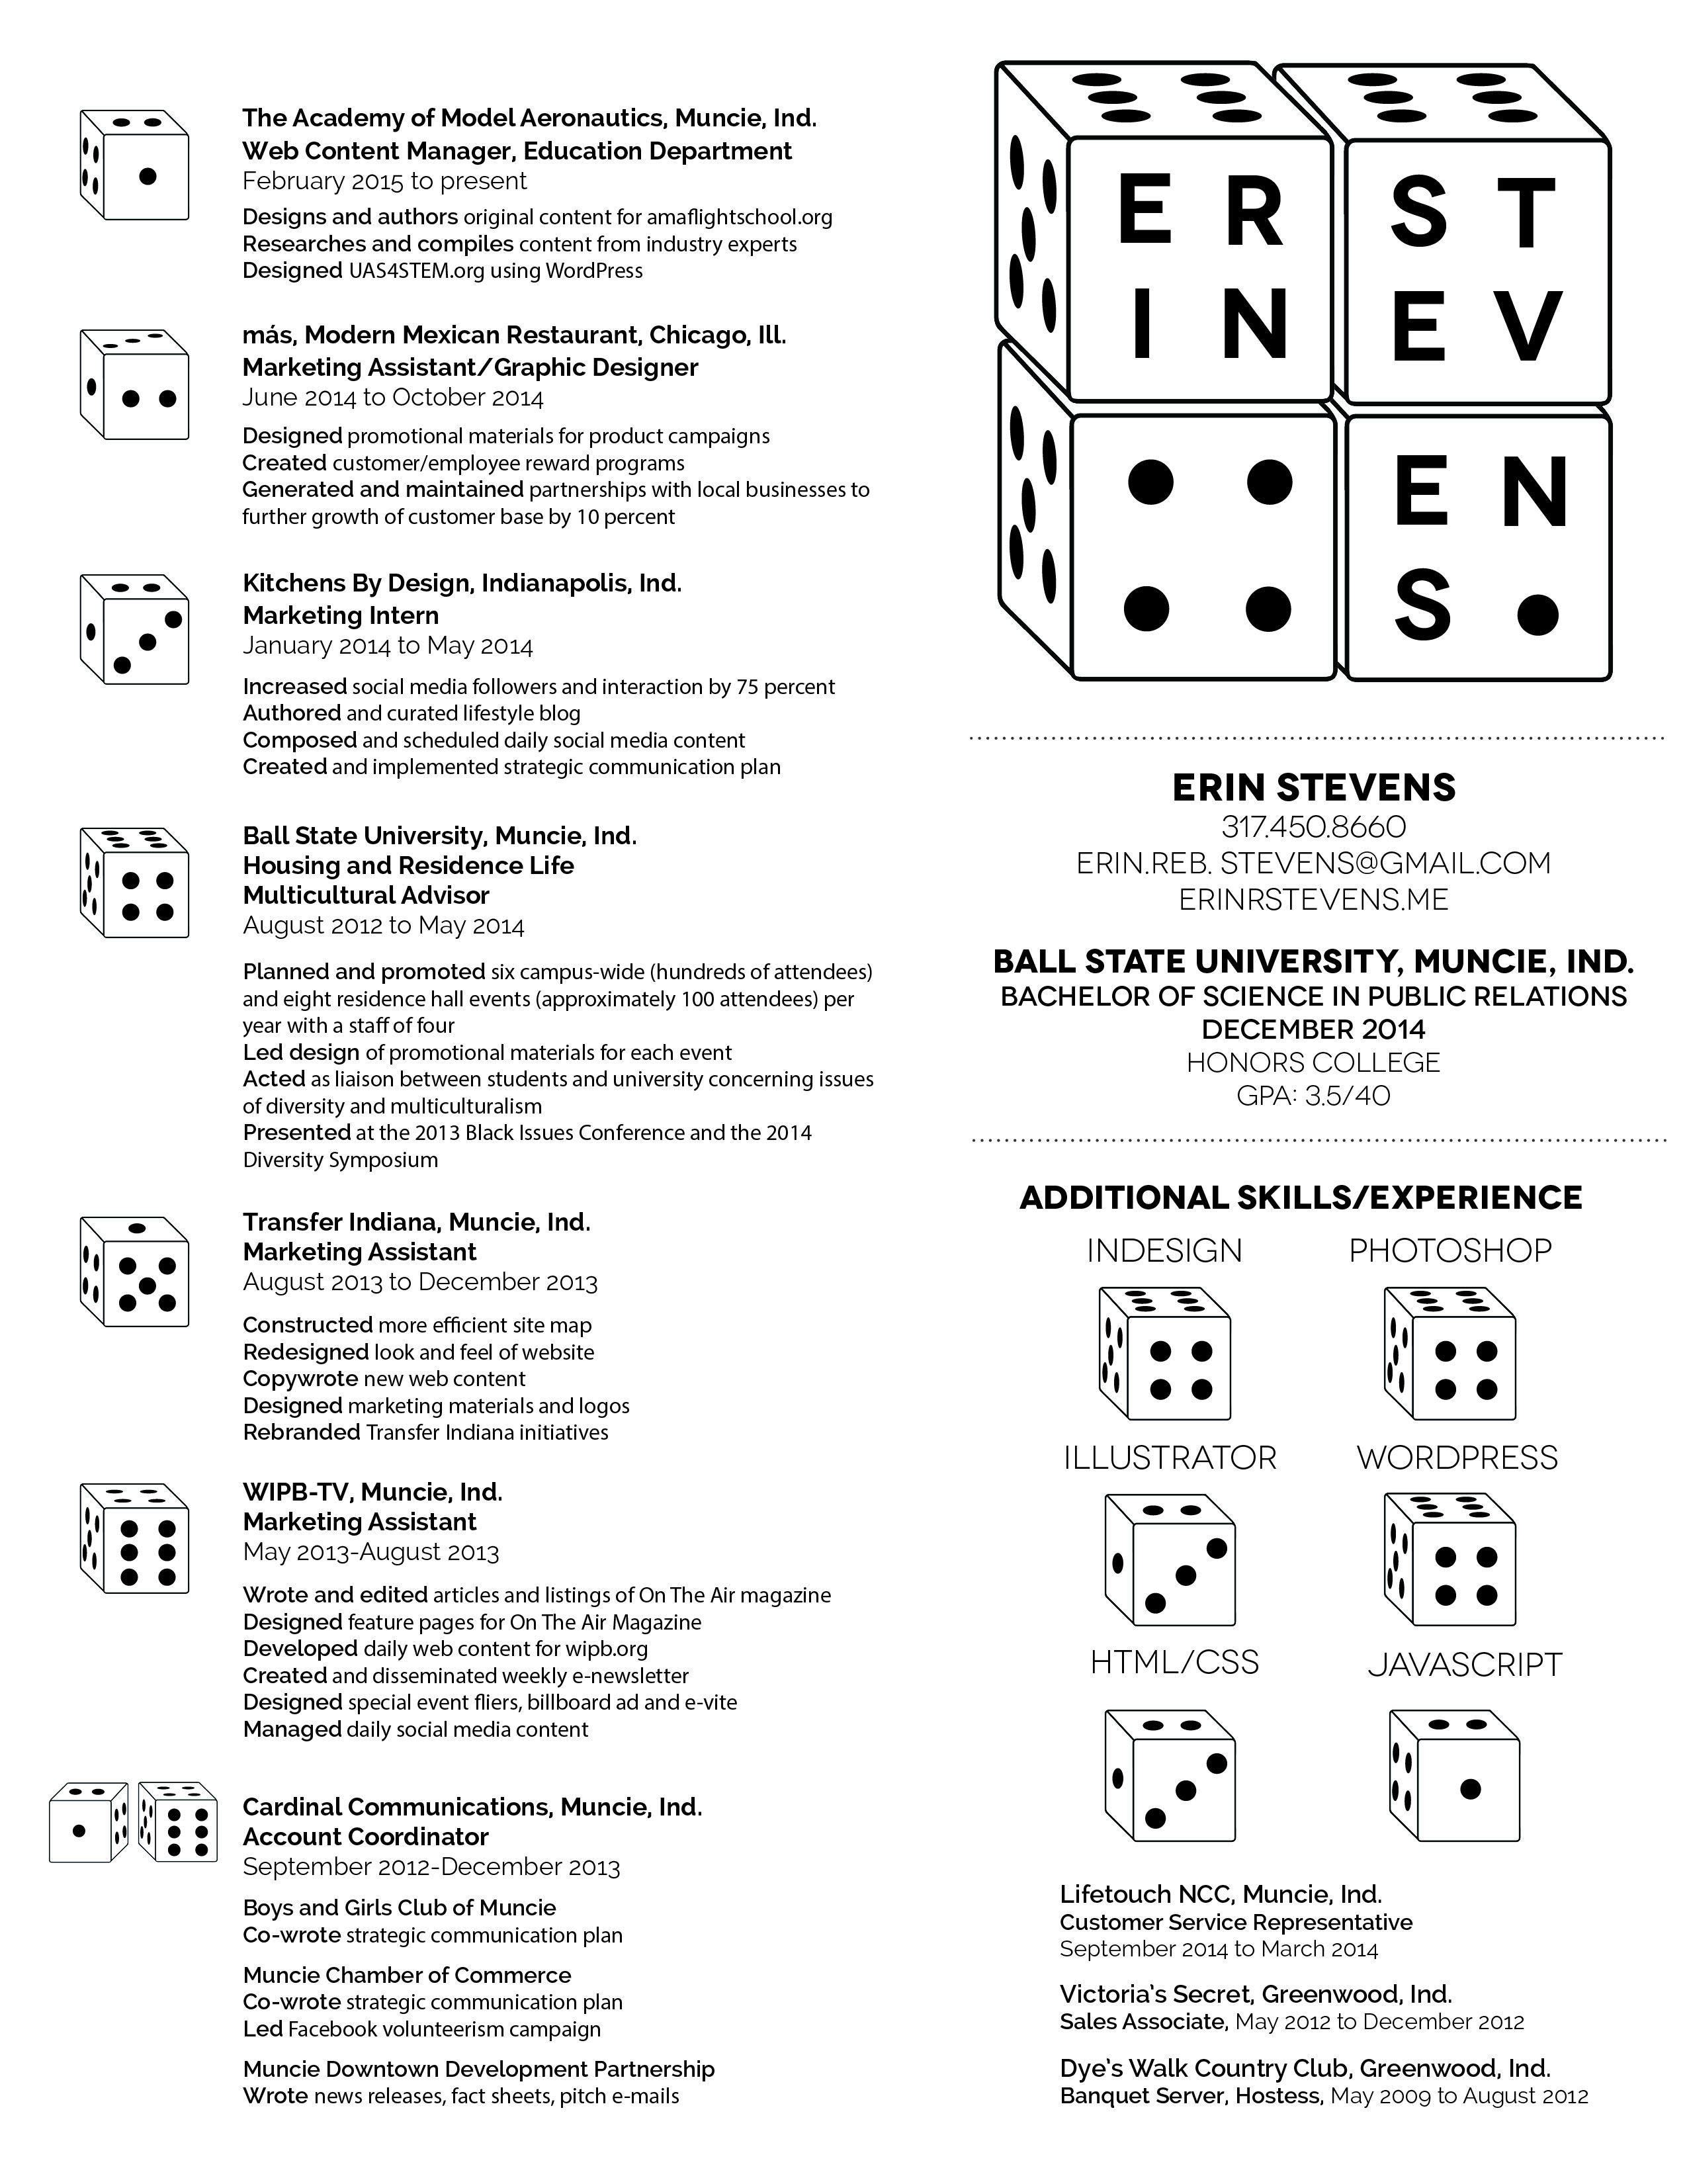 The Academy of Model Aeronautics, Muncie, Ind.
Web Content Manager, Education Department
February 2015 to present
Designs and authors original content for amaflightschool.org
Researches and compiles content from industry experts
Designed UAS4STEM.org using WordPress
más, Modern Mexican Restaurant, Chicago, Ill.
Marketing Assistant/Graphic Designer
June 2014 to October 2014
Designed promotional materials for product campaigns
Created customer/employee reward programs
Generated and maintained partnerships with local businesses to
further growth of customer base by 10 percent
Kitchens By Design, Indianapolis, Ind.
Marketing Intern
January 2014 to May 2014
Increased social media followers and interaction by 75 percent
Authored and curated lifestyle blog
Composed and scheduled daily social media content
Created and implemented strategic communication plan
Ball State University, Muncie, Ind.
Housing and Residence Life
Multicultural Advisor
August 2012 to May 2014
Planned and promoted six campus-wide (hundreds of attendees)
and eight residence hall events (approximately 100 attendees) per
year with a staff of four
Led design of promotional materials for each event
Acted as liaison between students and university concerning issues
of diversity and multiculturalism
Presented at the 2013 Black Issues Conference and the 2014
Diversity Symposium
Transfer Indiana, Muncie, Ind.
Marketing Assistant
August 2013 to December 2013
Constructed more efficient site map
Redesigned look and feel of website
Copywrote new web content
Designed marketing materials and logos
Rebranded Transfer Indiana initiatives
WIPB-TV, Muncie, Ind.
Marketing Assistant
May 2013-August 2013
Wrote and edited articles and listings of On The Air magazine
Designed feature pages for On The Air Magazine
Developed daily web content for wipb.org
Created and disseminated weekly e-newsletter
Designed special event fliers, billboard ad and e-vite
Managed daily social media content
Cardinal Communications, Muncie, Ind.
Account Coordinator
September 2012-December 2013
Boys and Girls Club of Muncie
Co-wrote strategic communication plan
Muncie Chamber of Commerce
Co-wrote strategic communication plan
Led Facebook volunteerism campaign
Muncie Downtown Development Partnership
Wrote news releases, fact sheets, pitch e-mails
E R
I N
S T
E V
E N
S
ERIN STEVENS
317.450.8660
ERIN.REB. STEVENS@GMAIL.COM
ERINRSTEVENS.ME
BALL STATE UNIVERSITY, MUNCIE, IND.
BACHELOR OF SCIENCE IN PUBLIC RELATIONS
DECEMBER 2014
HONORS COLLEGE
GPA: 3.5/40
ADDITIONAL SKILLS/EXPERIENCE
INDESIGN PHOTOSHOP
ILLUSTRATOR WORDPRESS
HTML/CSS JAVASCRIPT
Lifetouch NCC, Muncie, Ind.
Customer Service Representative
September 2014 to March 2014
Victoria's Secret, Greenwood, Ind.
Sales Associate, May 2012 to December 2012
Dye's Walk Country Club, Greenwood, Ind.
Banquet Server, Hostess, May 2009 to August 2012